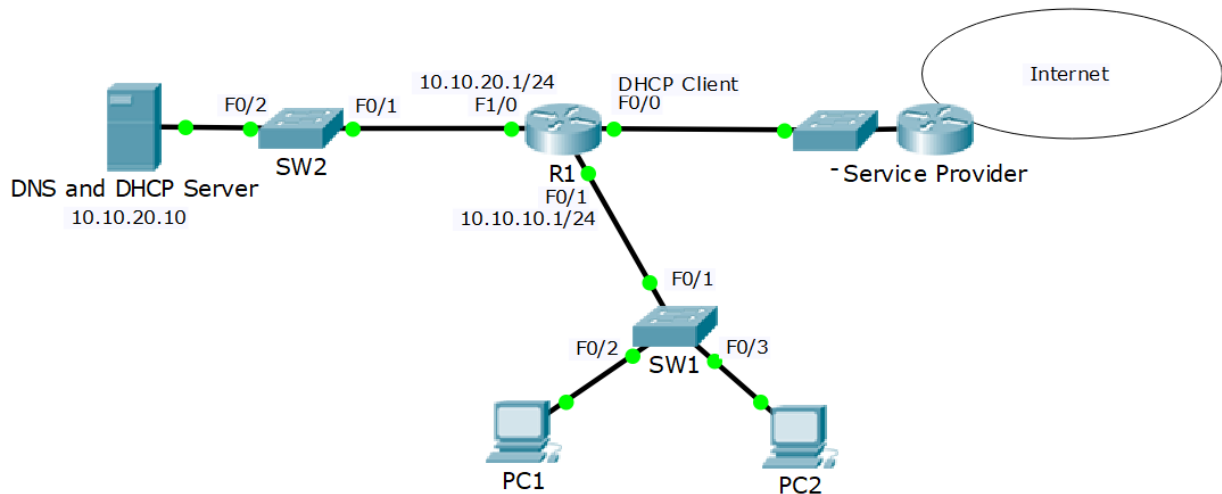 Internet
10.10.20.1/24
DHCP Client
F0/2
F0/1
F1/0
F0/0
SW2
R1
-Service Provider
DNS and DHCP Server
F0/1
10.10.20.10
10.10.10.1/24
F0/1
F0/2
F0/3
SW1
PC1
PC2